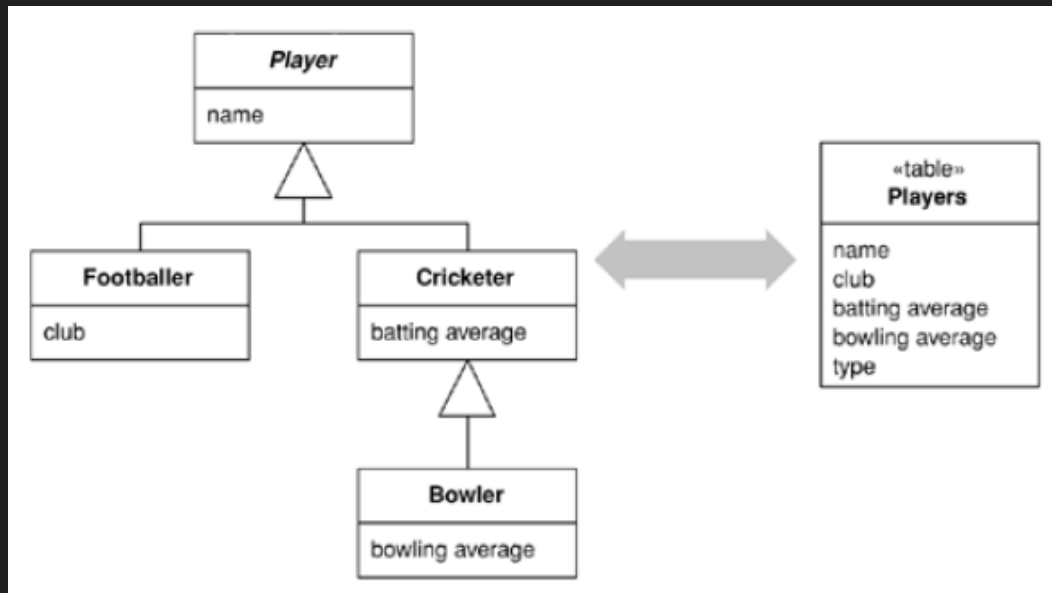 Player
name
Footballer
club
Cricketer
batting average
Bowler
bowling average
«table»
Players
name
club
batting average
bowling average
type